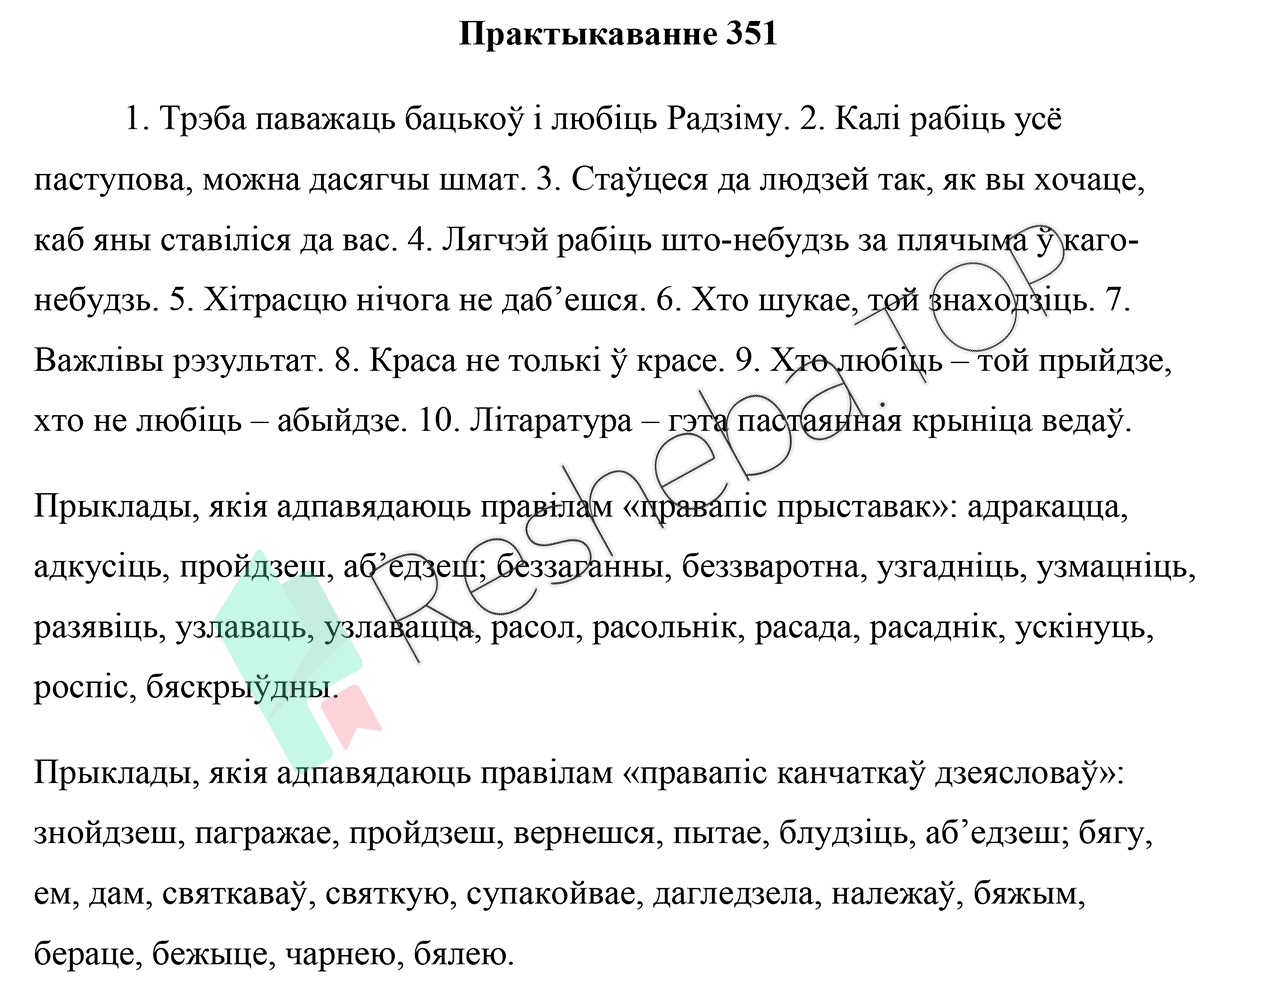 Практыкаванне 351
1. Трэба паважаць бацькоў і любіць Радзіму. 2. Калі рабіць усё
паступова, можна дасягчы шмат. 3. Стаўцеся да людзей так, як вы хочаце,
каб яны ставіліся да вас. 4. Лягчэй рабіць што-небудзь за плячыма ў каго-
небудзь. 5. Хітрасцю нічога не даб’ешся. 6. Хто шукае, той знаходзіць. 7.
Важлівы рэзультат. 8. Краса не толькі ў красе. 9. Хто любіць – той прыйдзе,
хто не любіць – абыйдзе. 10. Літаратура – гэта пастаянная крыніца ведаў.
Прыклады, якія адпавядаюць правілам «правапіс прыставак»: адракацца,
адкусіць, пройдзеш, аб’едзеш; беззаганны, беззваротна, узгадніць, узмацніць,
разявіць, узлаваць, узлавацца, расол, расольнік, расада, расаднік, ускінуць,
роспіс, бяскрыўдны.
Прыклады, якія адпавядаюць правілам «правапіс канчаткаў дзеясловаў»:
знойдзеш, пагражае, пройдзеш, вернешся, пытае, блудзіць, аб’едзеш; бягу,
ем, дам, святкаваў, святкую, супакойвае, дагледзела, належаў, бяжым,
бераце, бежыце, чарнею, бялею.
Resheba.TOP